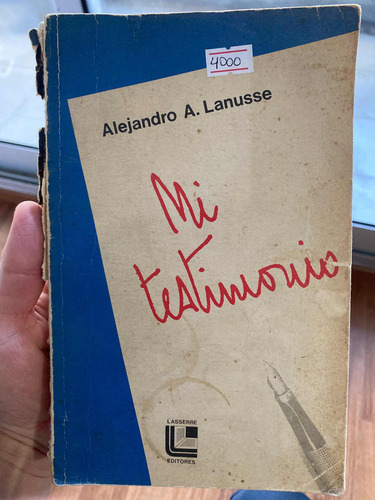 4000
Alejandro A. Lanusse
Mi
testimonio
LASSERRE
EDITORES